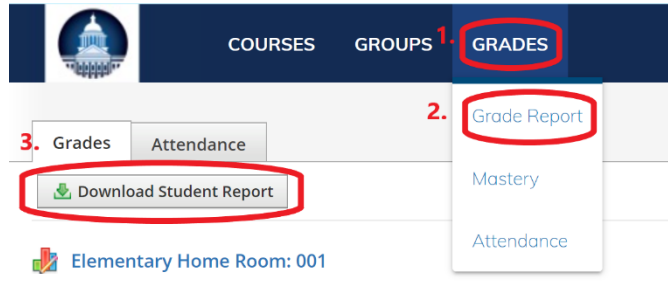 COURSES GROUPS 1. GRADES
2. Grade Report
3. Grades Attendance
Download Student Report
Mastery
Attendance
Elementary Home Room: 001